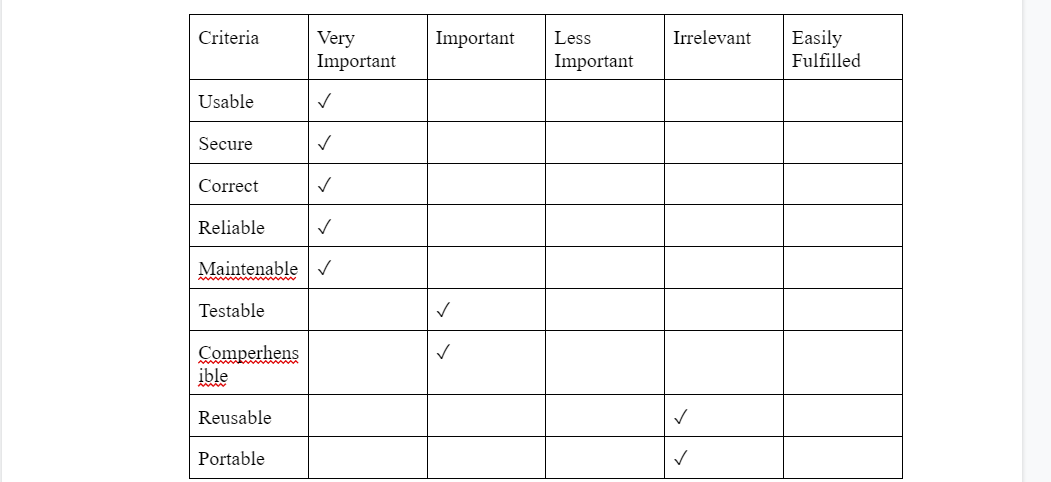 Criteria Very Important Important Less Important Irrelevant Easily Fulfilled
Usable ✓
Secure ✓
Correct ✓
Reliable ✓
Maintenable ✓
Testable ✓
Comperhens
ible ✓
Reusable ✓
Portable ✓